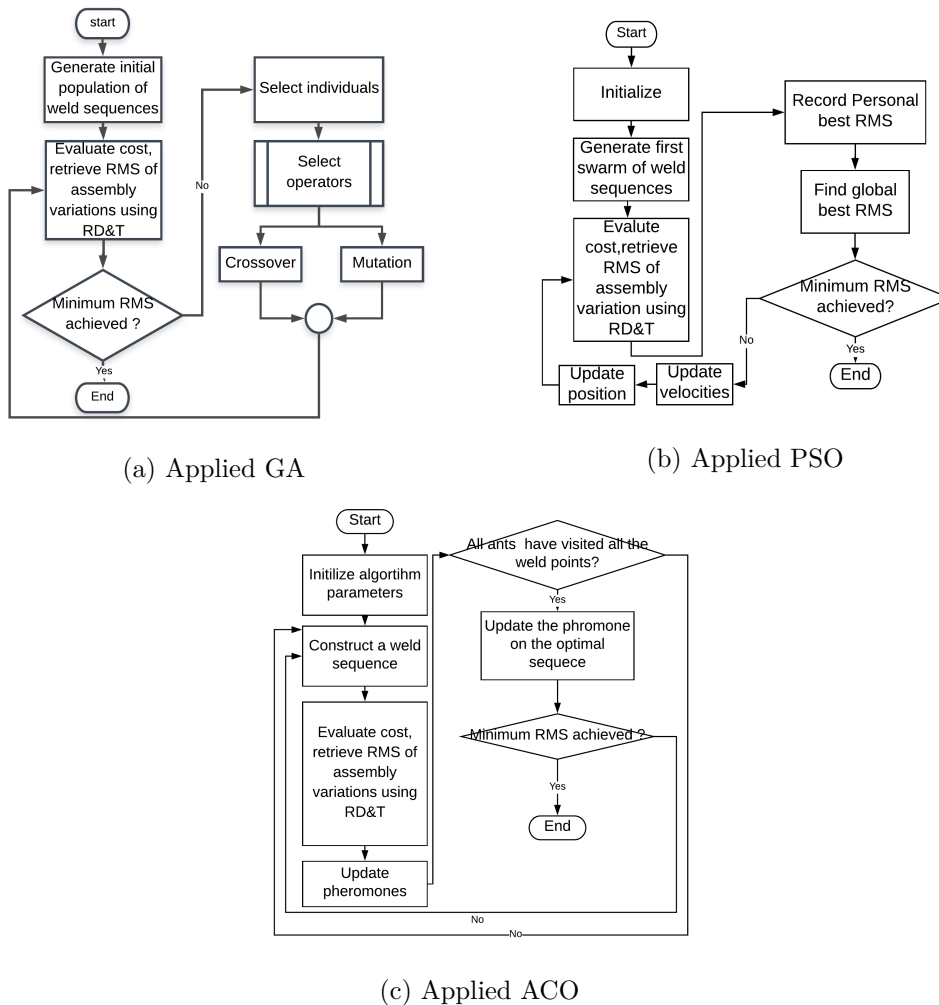 start
Generate initial
population of
weld sequences
Evaluate cost,
retrieve RMS of
assembly
variations using
RD&T
Minimum RMS
achieved ?
Yes
End
No
Select individuals
Select
operators
Crossover
Mutation
(a) Applied GA
Start
Initialize
Generate first
swarm of weld
sequences
Evalute
cost,retrieve
RMS of
assembly
variation using
RD&T
Update
position
Update
velocities
No
Record Personal
best RMS
Find global
best RMS
Minimum RMS
achieved?
Yes
End
(b) Applied PSO
Start
Initilize algortihm
parameters
Construct a weld
sequence
Evaluate cost,
retrieve RMS of
assembly
variations using
RD&T
Update
pheromones
All ants have visited all the
weld points?
Yes
Update the phromone
on the optimal
sequece
Minimum RMS achieved ?
Yes
End
No
No
(c) Applied ACO